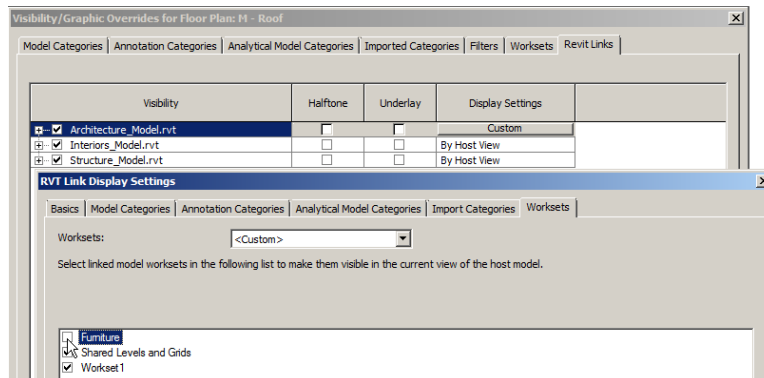 Visibility/Graphic Overrides for Floor Plan: M - Roof
Model Categories Annotation Categories Analytical Model Categories Imported Categories Filters Worksets Revit Links
Visibility Halftone Underlay Display Settings
Architecture_Model.rvt Custom
Interiors_Model.rvt By Host View
Structure_Model.rvt By Host View
RVT Link Display Settings
Basics Model Categories Annotation Categories Analytical Model Categories Import Categories Worksets
Worksets: <Custom>
Select linked model worksets in the following list to make them visible in the current view of the host model.
Furniture
Shared Levels and Grids
Workset1